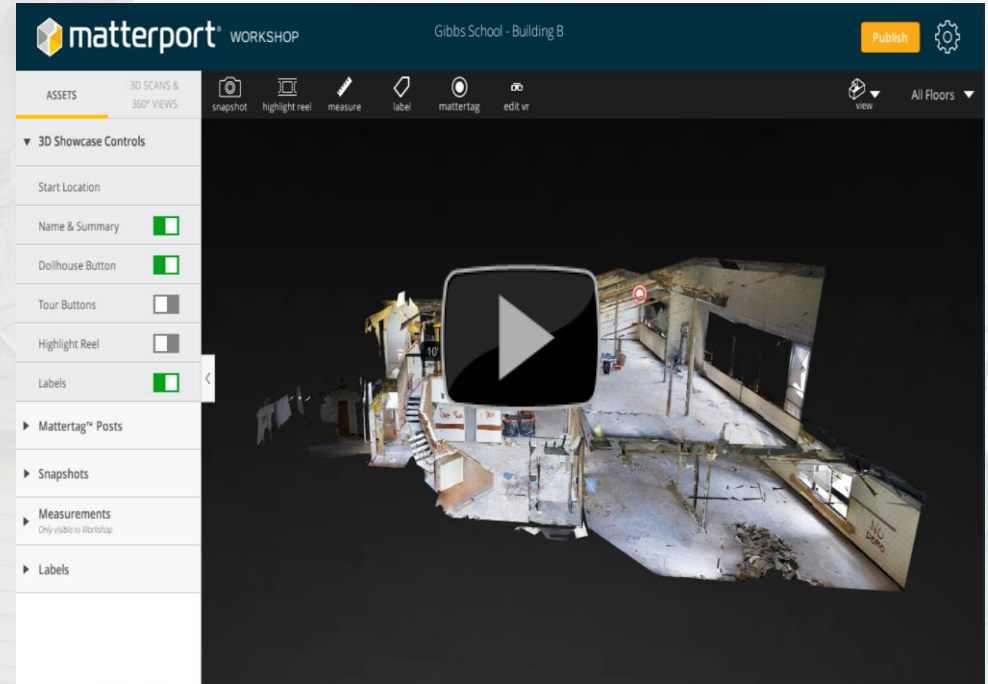 matterport® WORKSHOP
Gibbs School - Building B
Publish
ASSETS
3D SCANS &
360° VIEWS
snapshot
highlight reel
measure
label
mattertag
edit vr
view
All Floors
3D Showcase Controls
Start Location
Name & Summary
Dollhouse Button
Tour Buttons
Highlight Reel
Labels
Mattertag™ Posts
Snapshots
Measurements
Only visible in Workshop
Labels
10'
NO
DEMO